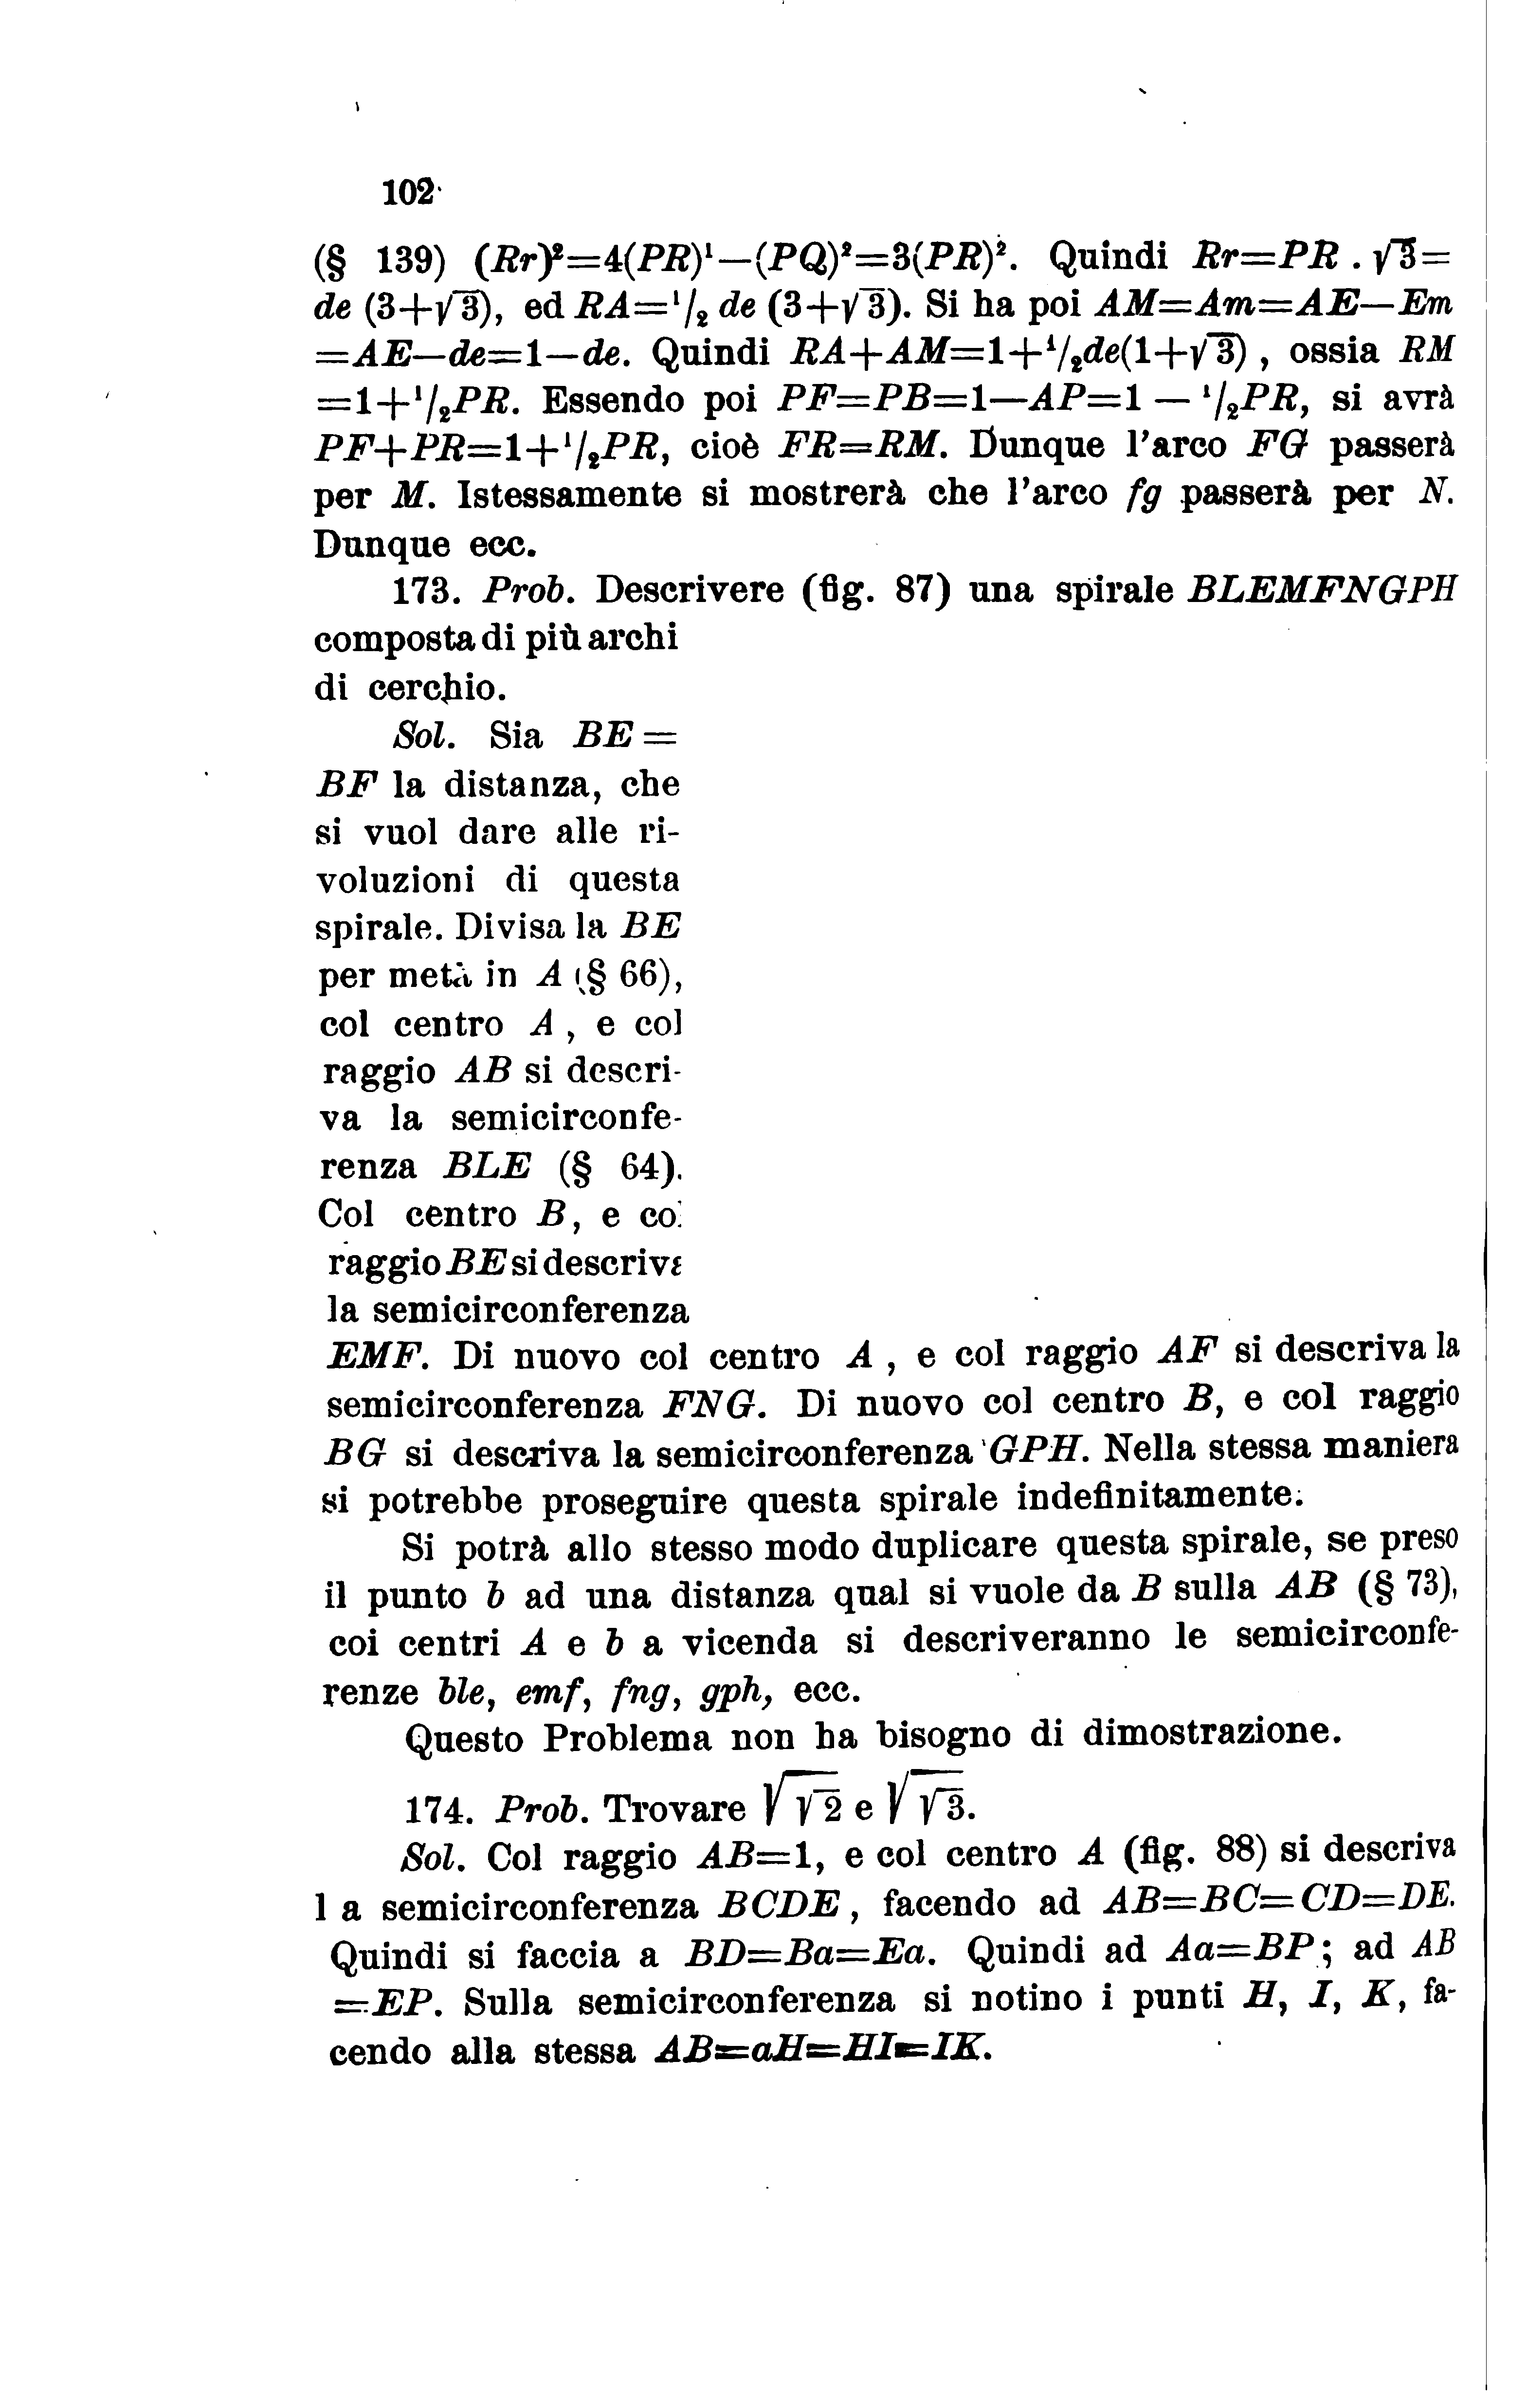 102
(§ 139) (Rr)²=4(PR)¹—(PQ)²=3(PR)². Quindi Rr=PR . √3=
de (3+√3), ed RA=¹/₂ de (3+√3). Si ha poi AM=Am=AE—Em
=AE—de=1—de. Quindi RA+AM=1+¹/₂de(1+√3) , ossia RM
=1+¹/₂PR. Essendo poi PF=PB=1—AP=1 — ¹/₂PR, si avrà
PF+PR=1+¹/₂PR, cioè FR=RM. Dunque l'arco FG passerà
per M. Istessamente si mostrerà che l'arco fg passerà per N.
Dunque ecc.
173. Prob. Descrivere (fig. 87) una spirale BLEMFNGPH
composta di più archi
di cerchio.
Sol. Sia BE =
BF la distanza, che
si vuol dare alle ri-
voluzioni di questa
spirale. Divisa la BE
per metà in A (§ 66),
col centro A , e col
raggio AB si descri-
va la semicirconfe-
renza BLE (§ 64).
Col centro B, e col
raggio BE si descriva
la semicirconferenza
EMF. Di nuovo col centro A , e col raggio AF si descriva la
semicirconferenza FNG. Di nuovo col centro B, e col raggio
BG si descriva la semicirconferenza GPH. Nella stessa maniera
si potrebbe proseguire questa spirale indefinitamente.
Si potrà allo stesso modo duplicare questa spirale, se preso
il punto b ad una distanza qual si vuole da B sulla AB (§ 73),
coi centri A e b a vicenda si descriveranno le semicirconfe-
renze ble, emf, fng, gph, ecc.
Questo Problema non ha bisogno di dimostrazione.
174. Prob. Trovare √√2 e √√3.
Sol. Col raggio AB=1, e col centro A (fig. 88) si descriva
l a semicirconferenza BCDE , facendo ad AB=BC=CD=DE.
Quindi si faccia a BD=Ba=Ea. Quindi ad Aa=BP ; ad AB
=EP. Sulla semicirconferenza si notino i punti H, I, K, fa-
cendo alla stessa AB=aH=HI=IK.